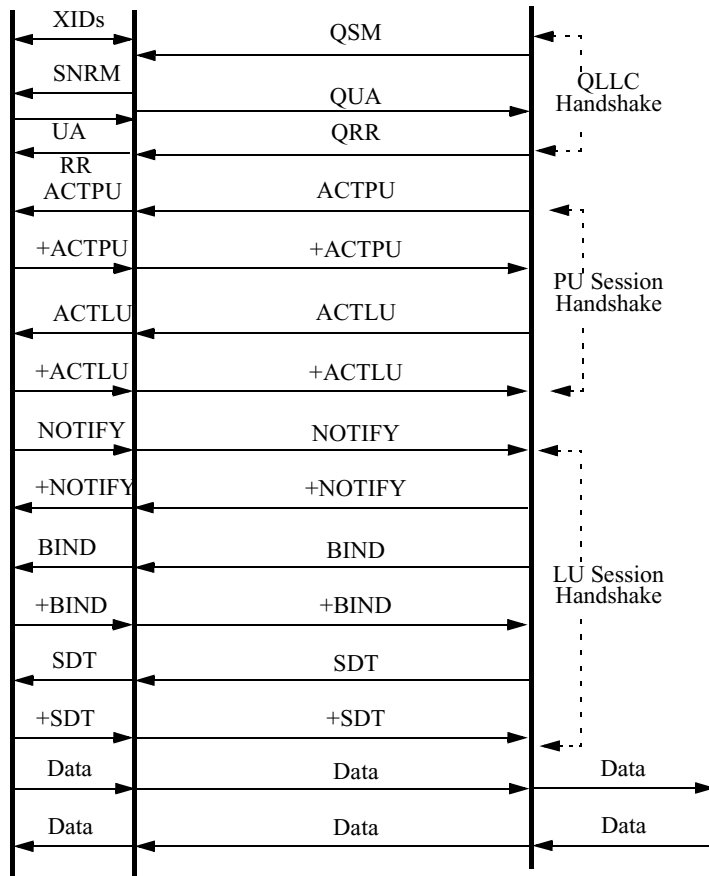 XIDs
QSM
SNRM
QLLC
Handshake
QUA
UA
QRR
RR
ACTPU
ACTPU
+ACTPU
+ACTPU
PU Session
Handshake
ACTLU
ACTLU
+ACTLU
+ACTLU
NOTIFY
NOTIFY
+NOTIFY
+NOTIFY
BIND
BIND
LU Session
Handshake
+BIND
+BIND
SDT
SDT
+SDT
+SDT
Data
Data
Data
Data
Data
Data